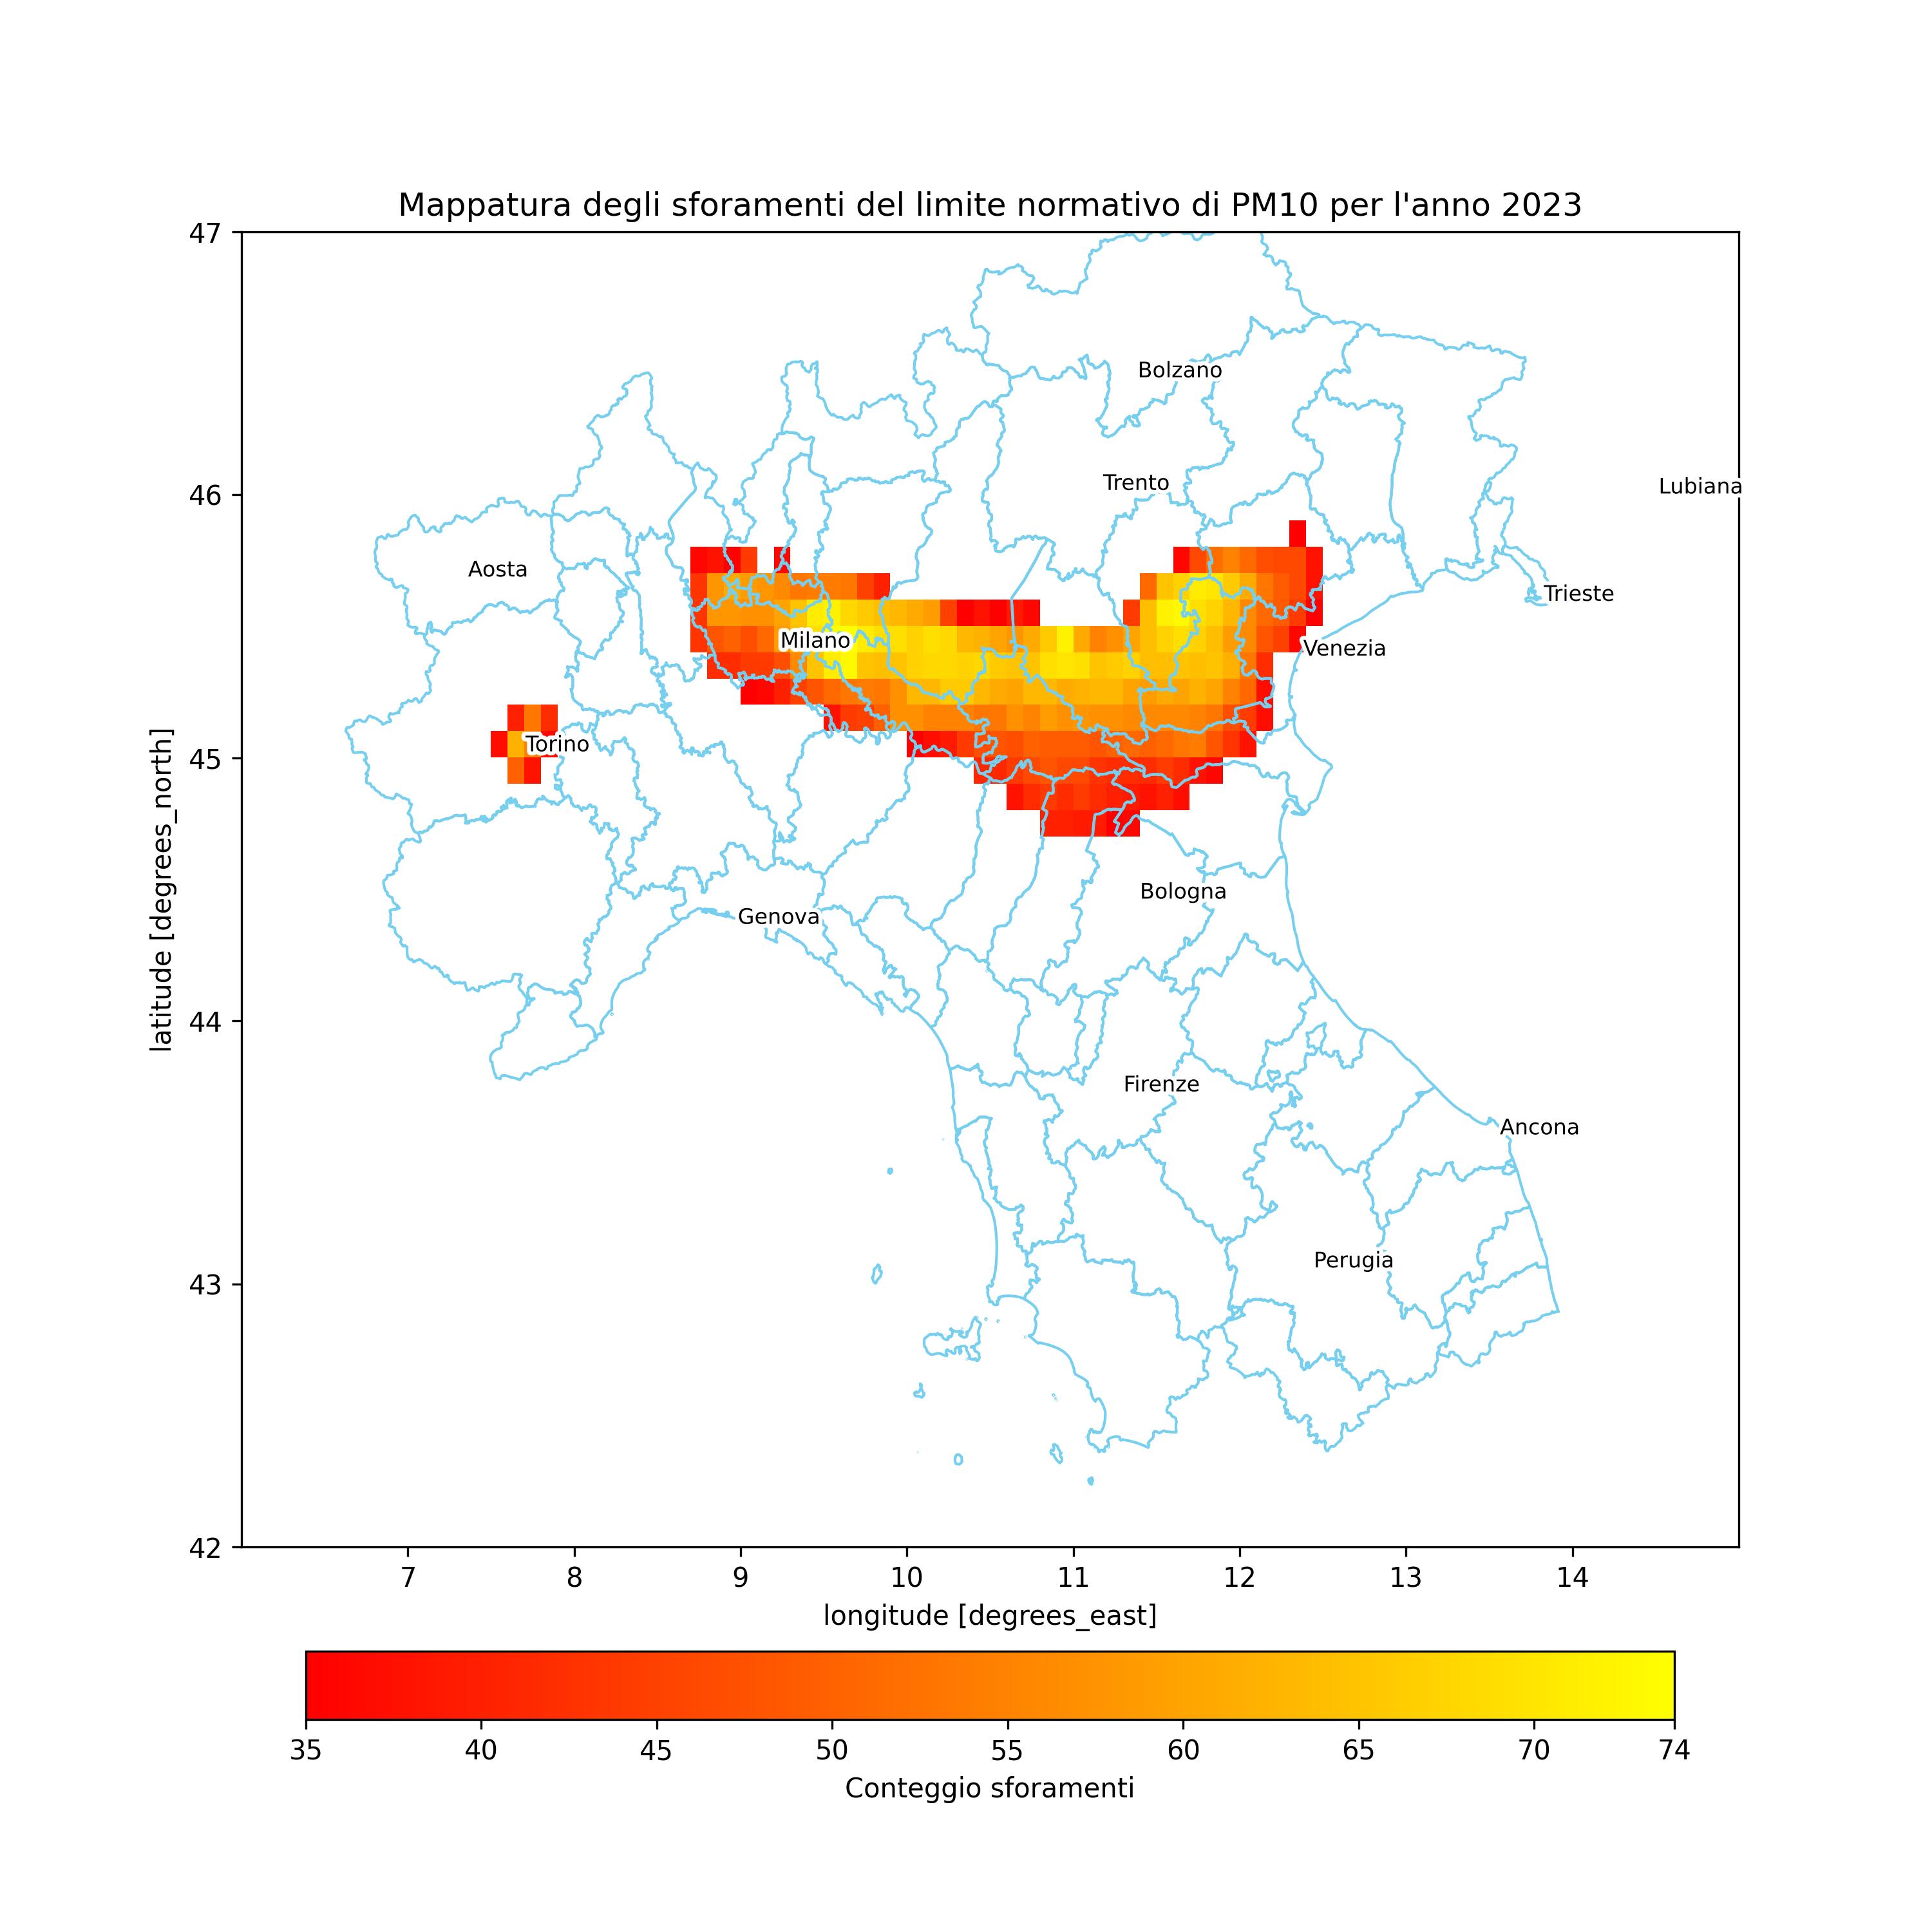 Mappatura degli sforamenti del limite normativo di PM10 per l'anno 2023
47
Bolzano
Trento
46
Lubiana
Aosta
Trieste
Milano
Venezia
Torino
45
latitude [degrees_north]
Bologna
Genova
44
Firenze
Ancona
Perugia
43
42
7 8 9 10 11 12 13 14
longitude [degrees_east]
35 40 45 50 55 60 65 70 74
Conteggio sforamenti